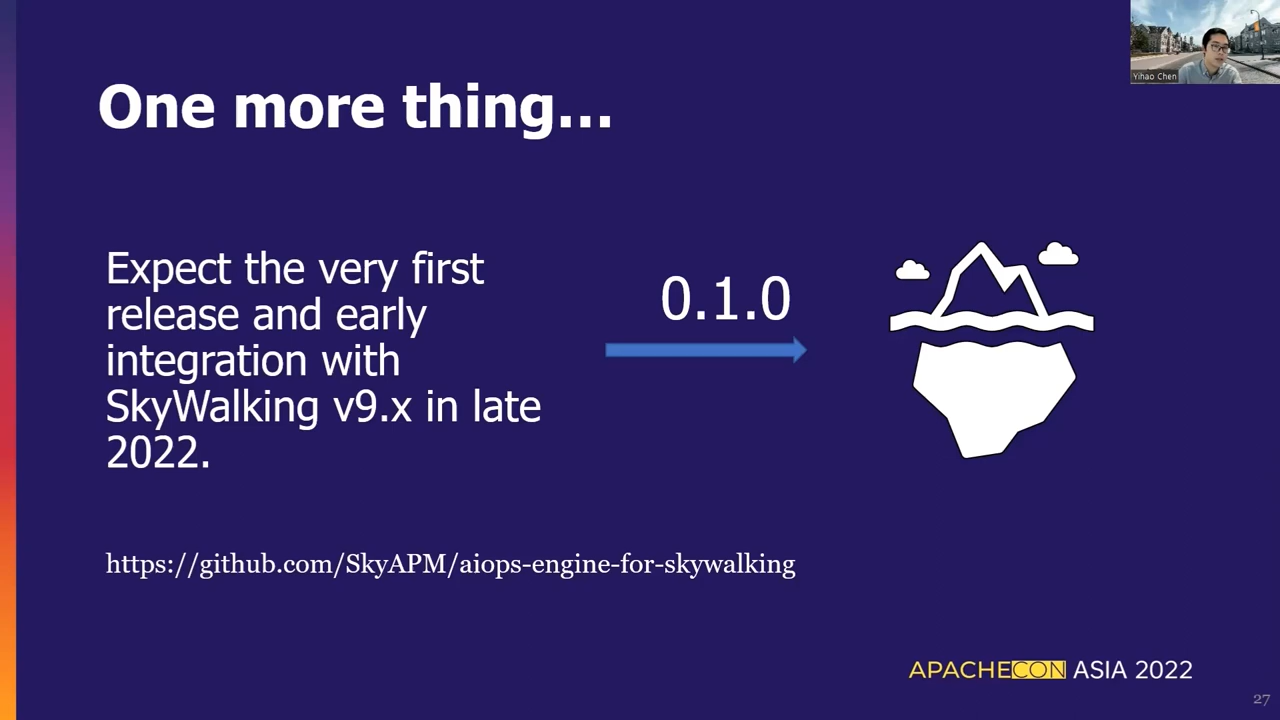 Yihao Chen
One more thing...
Expect the very first
release and early
integration with
SkyWalking v9.x in late
2022.
0.1.0
https://github.com/SkyAPM/aiops-engine-for-skywalking
APACHECON ASIA 2022
27